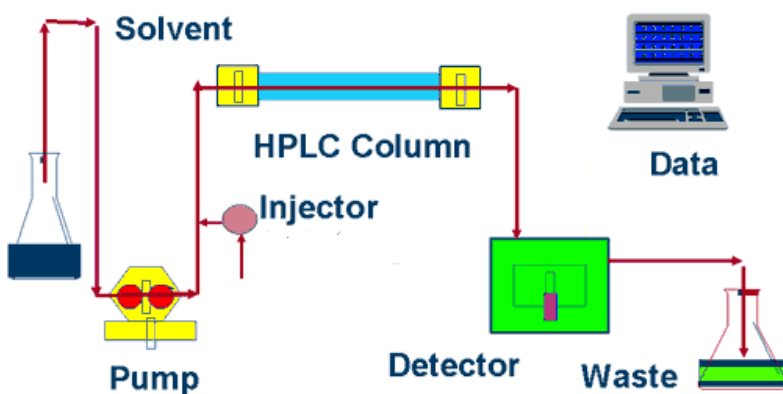 Solvent
HPLC Column
Data
Injector
Pump
Detector
Waste